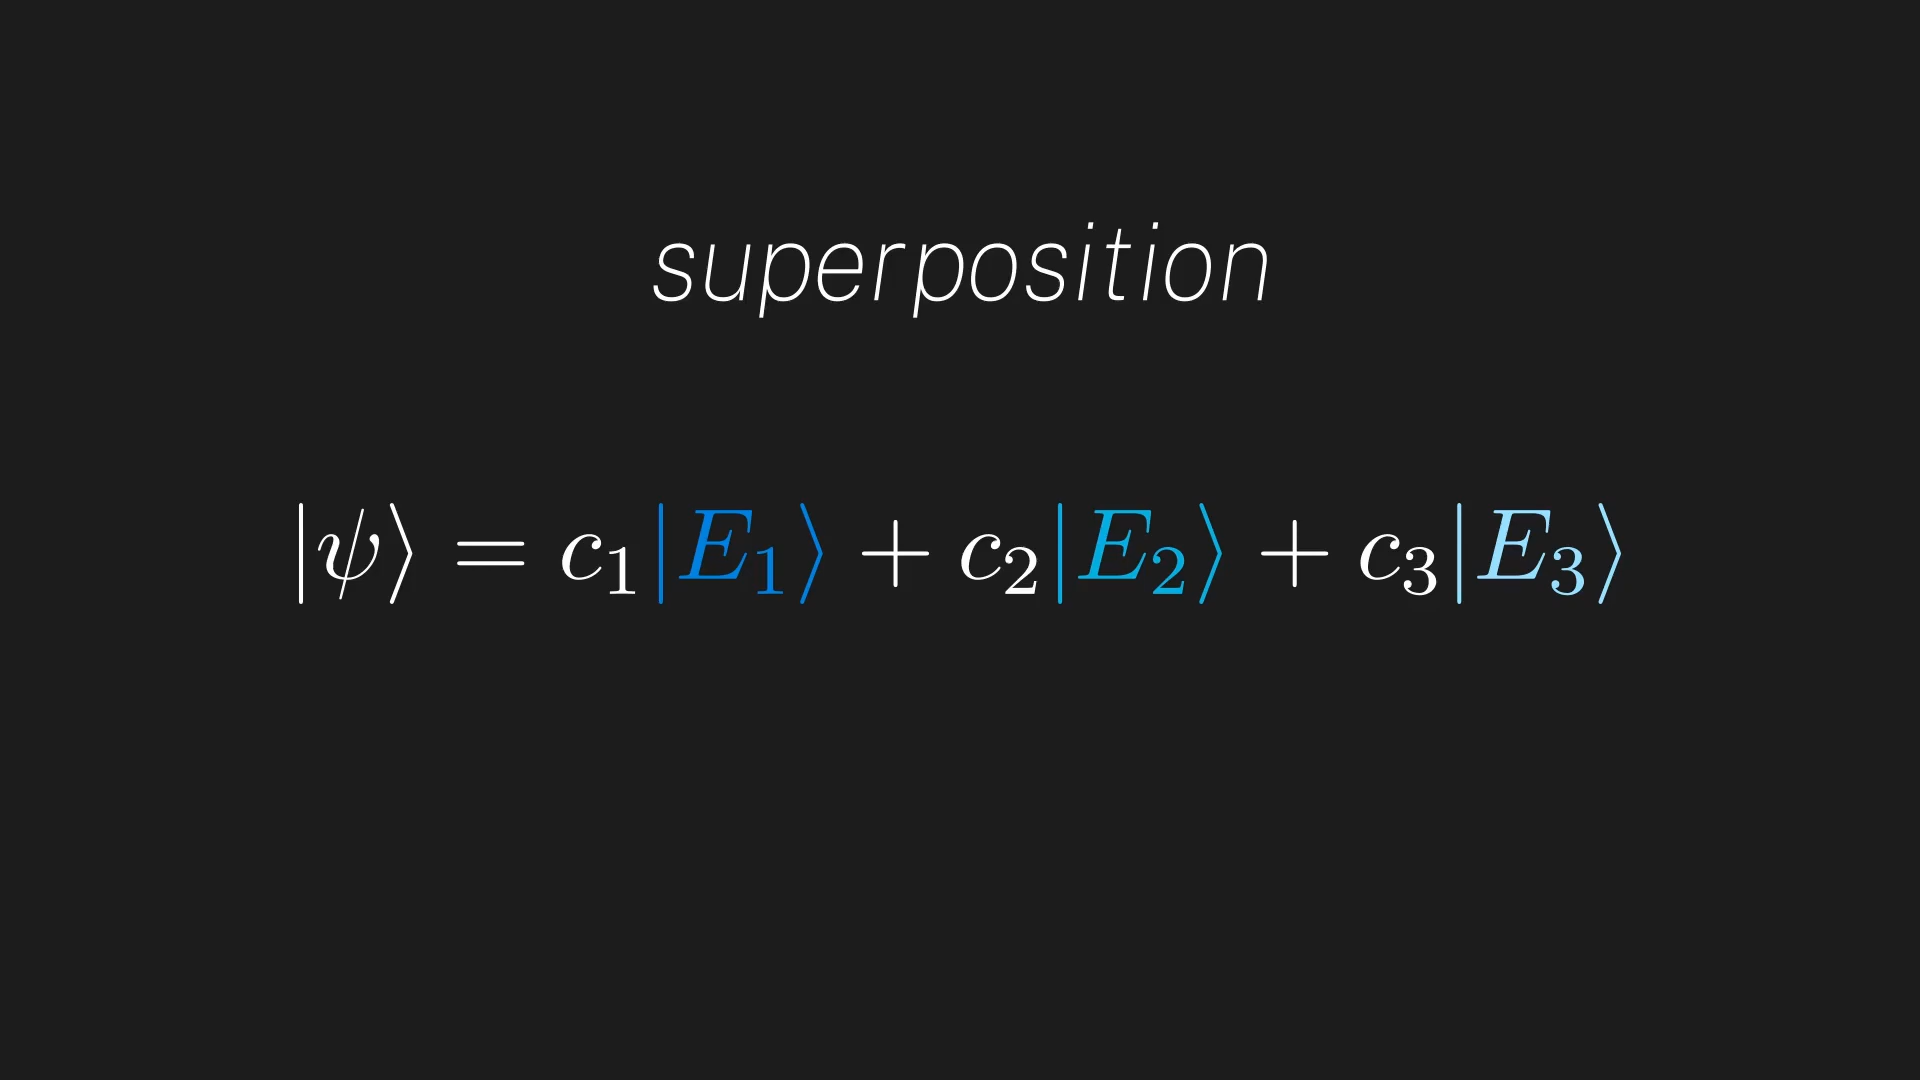 superposition
|ψ⟩ = c₁|E₁⟩ + c₂|E₂⟩ + c₃|E₃⟩